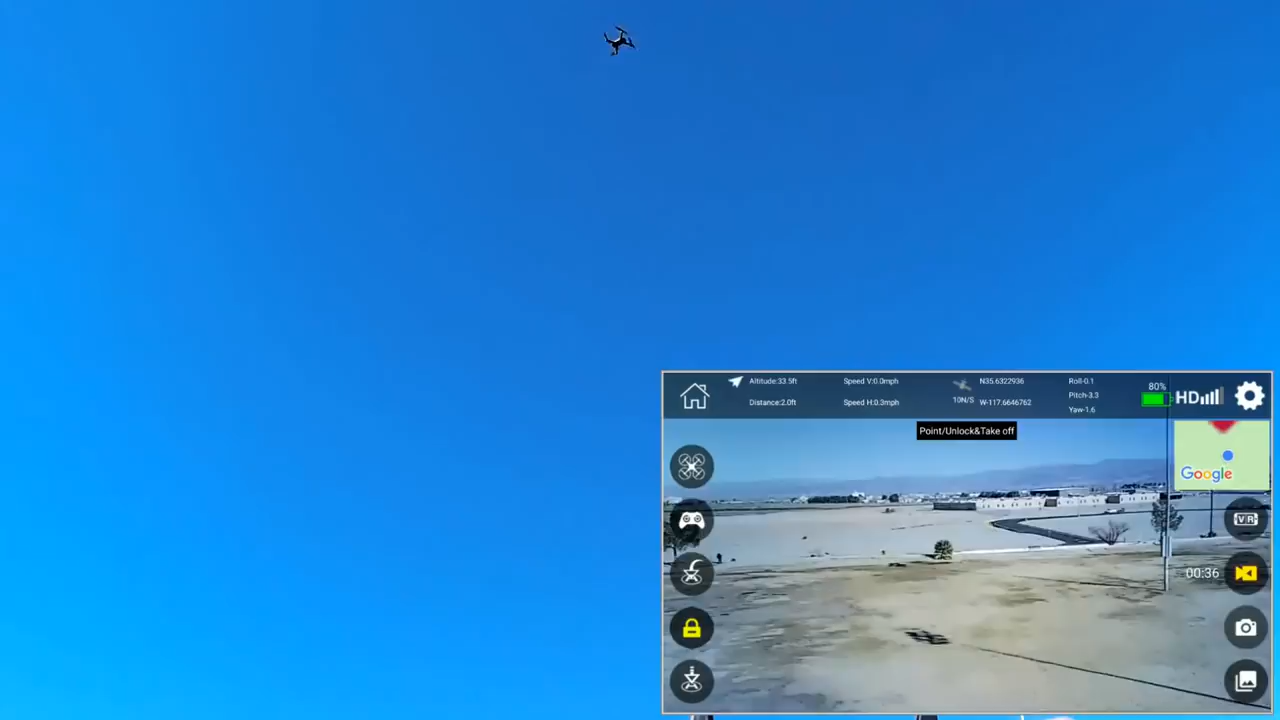 Altitude:33.5ft
Speed V:0.0mph
N35.6322936
Roll-0.1
Distance:2.0ft
Speed H:0.3mph
10N/S
W-117.6646762
Pitch-3.3
Yaw-1.6
80%
HD
Point/Unlock&Take off
Google
VR
00:36